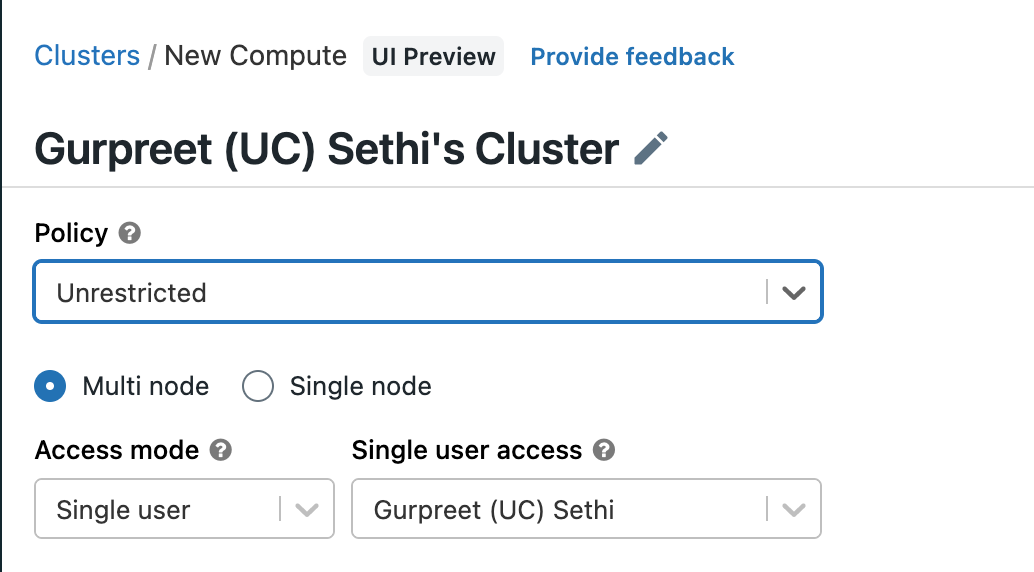 Clusters / New Compute UI Preview Provide feedback
Gurpreet (UC) Sethi's Cluster
Policy ?
Unrestricted
Multi node Single node
Access mode ? Single user access ?
Single user Gurpreet (UC) Sethi